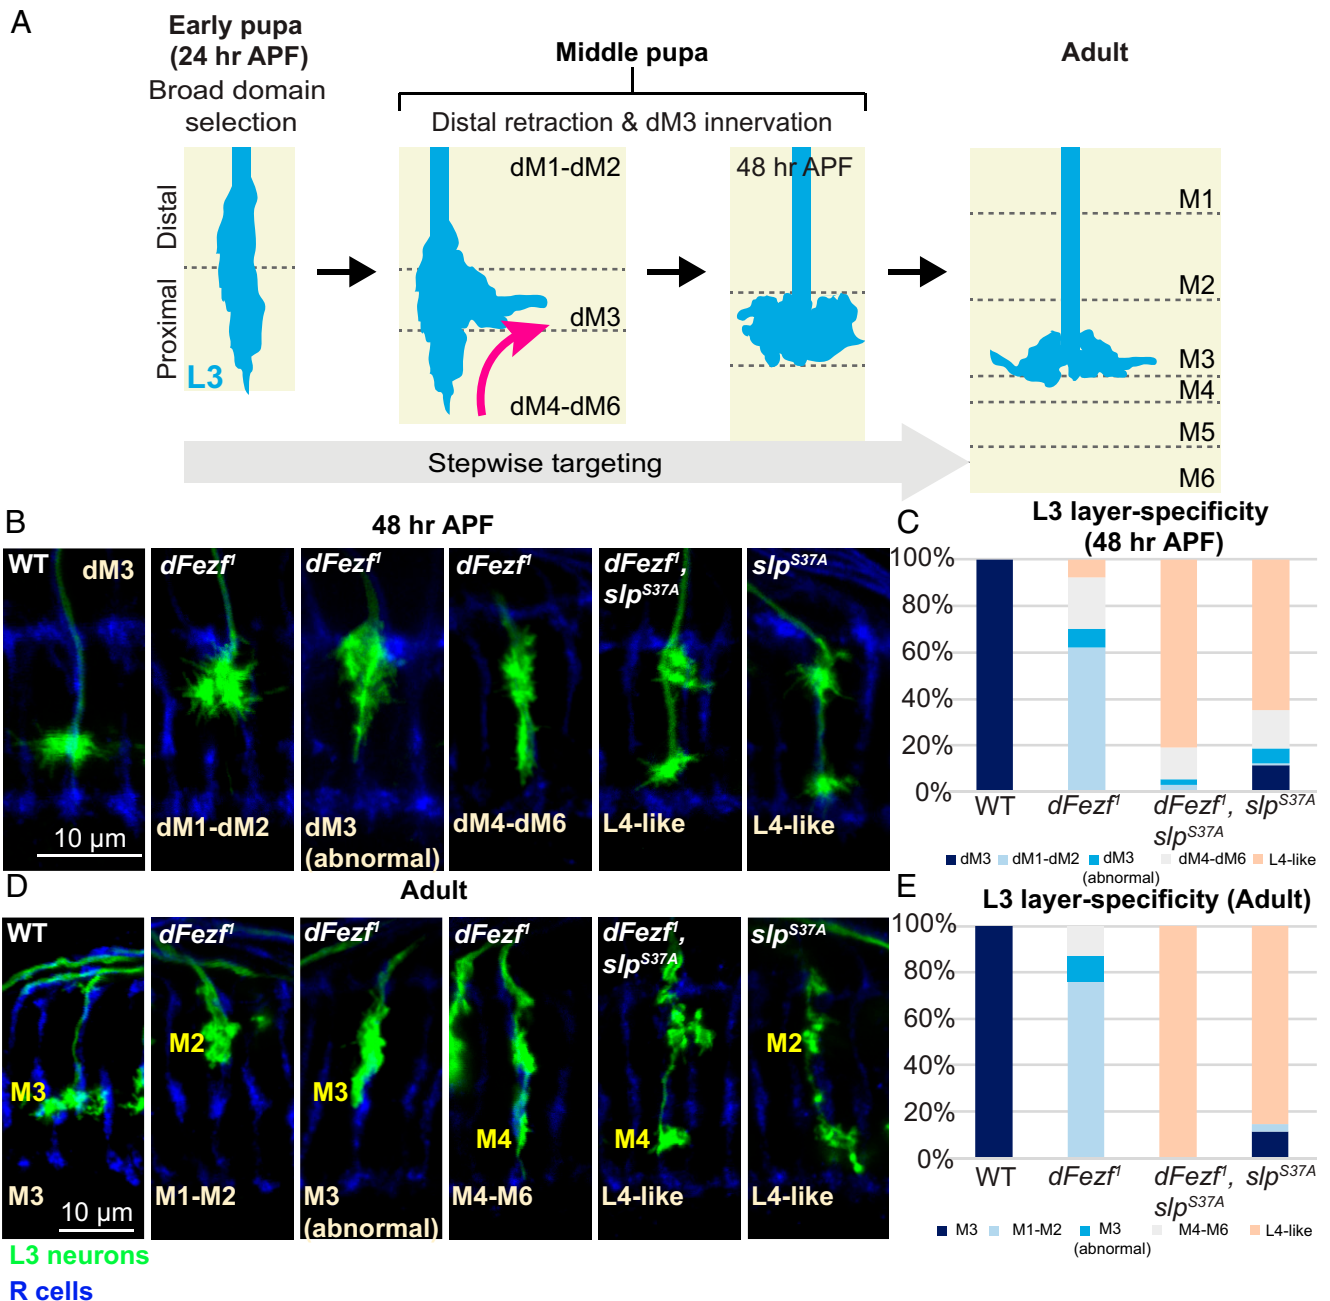 A
Early pupa
(24 hr APF)
Broad domain
selection
Middle pupa
Distal retraction & dM3 innervation
Adult
Distal
Proximal
L3
dM1-dM2
dM3
dM4-dM6
48 hr APF
M1
M2
M3
M4
M5
M6
Stepwise targeting
B
48 hr APF
WT
dM3
dFezf¹
dM1-dM2
dFezf¹
dM3
(abnormal)
dFezf¹
dM4-dM6
dFezf¹,
slpS37A
L4-like
slpS37A
L4-like
10 µm
C
L3 layer-specificity
(48 hr APF)
100%
80%
60%
40%
20%
0%
WT
dFezf¹
dFezf¹,
slpS37A
slpS37A
dM3
dM1-dM2
dM3
(abnormal)
dM4-dM6
L4-like
D
Adult
WT
M3
M3
10 µm
dFezf¹
M2
M1-M2
dFezf¹
M3
M3
(abnormal)
dFezf¹
M4
M4-M6
dFezf¹,
slpS37A
M4
L4-like
slpS37A
M2
L4-like
L3 neurons
R cells
E
L3 layer-specificity (Adult)
100%
80%
60%
40%
20%
0%
WT
dFezf¹
dFezf¹,
slpS37A
slpS37A
M3
M1-M2
M3
(abnormal)
M4-M6
L4-like